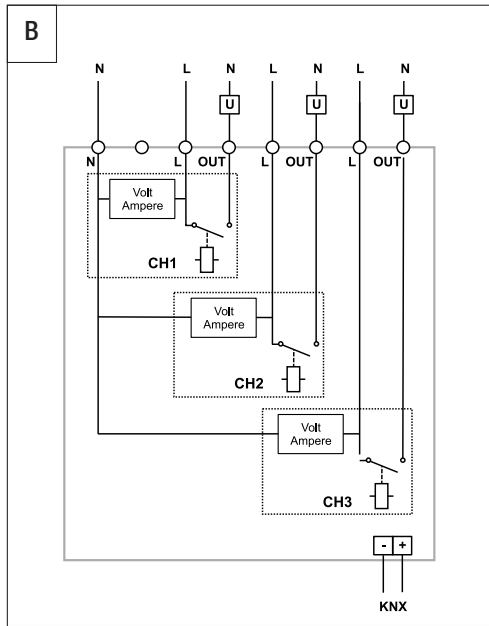 B
N L N L N L N
U U U
N L OUT L OUT L OUT
Volt
Ampere
CH1
Volt
Ampere
CH2
Volt
Ampere
CH3
- +
KNX